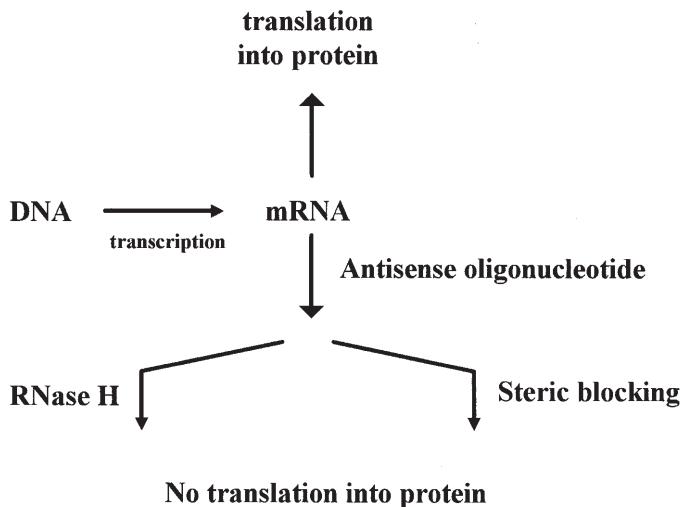 translation
into protein
DNA
mRNA
transcription
Antisense oligonucleotide
RNase H
Steric blocking
No translation into protein